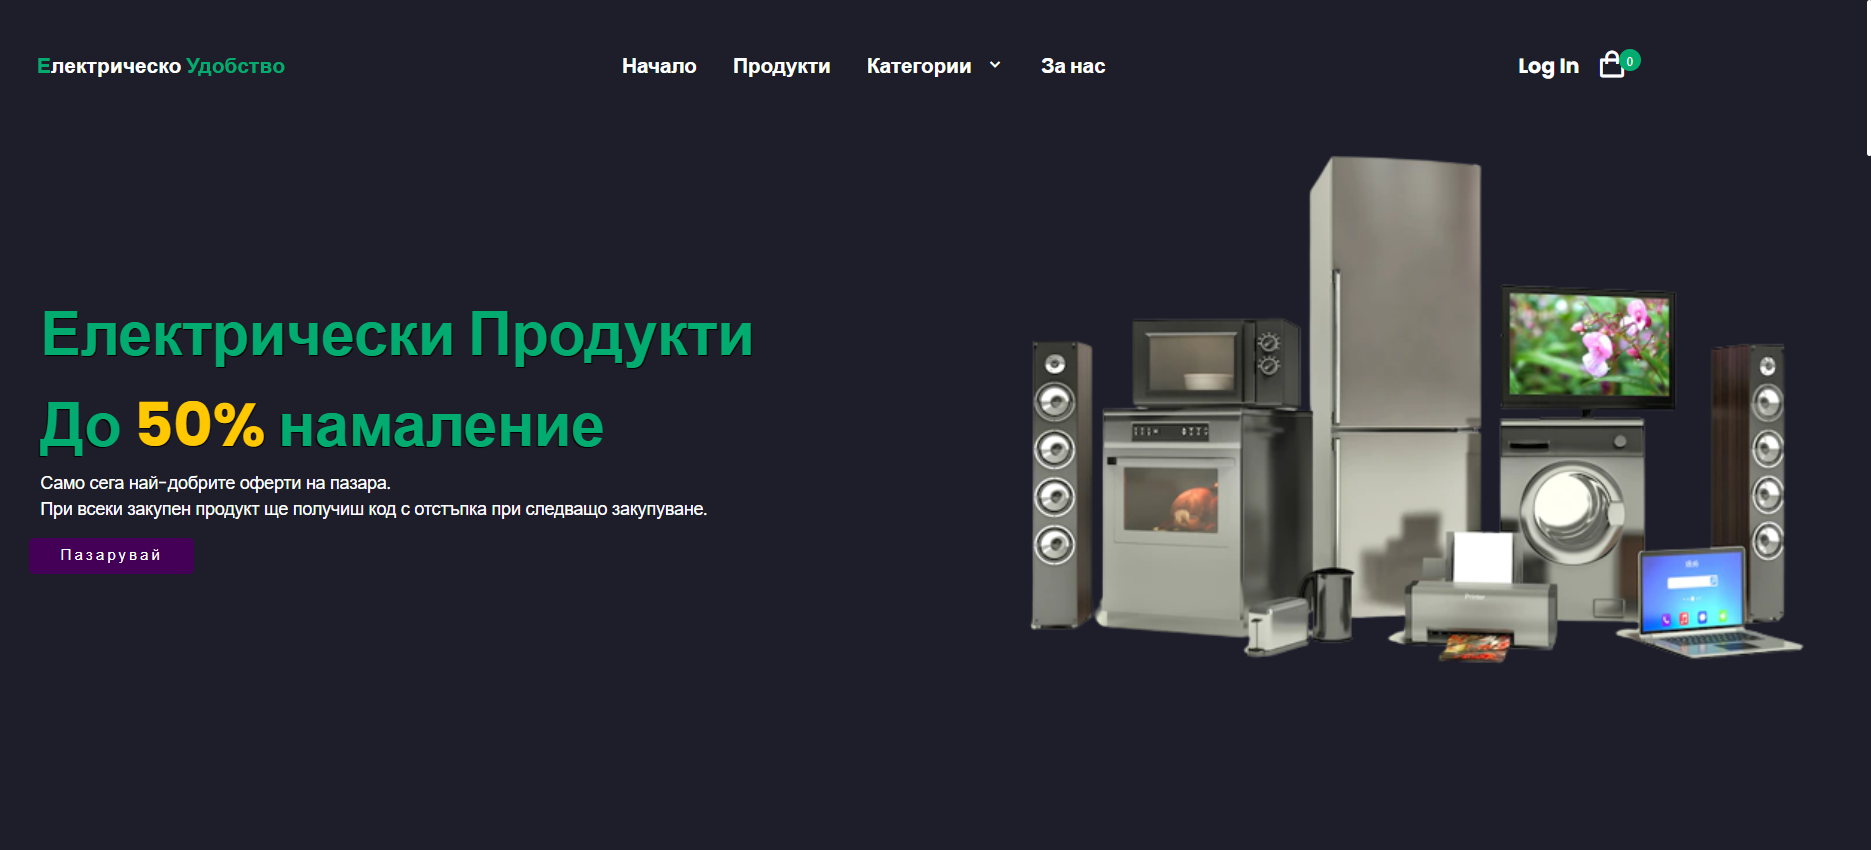 Електрическо Удобство
Начало
Продукти
Категории
За нас
Log In
0
Електрически Продукти
До 50% намаление
Само сега най-добрите оферти на пазара.
При всеки закупен продукт ще получиш код с отстъпка при следващо закупуване.
Пазарувай
Printer